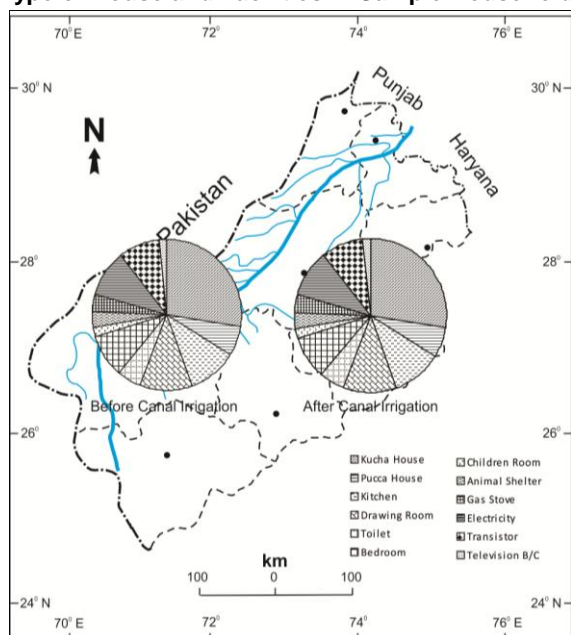 70° E
72°
74°
76° N
30° N
30° N
Punjab
N
Haryana
Pakistan
28°
28°
Before Canal Irrigation
After Canal Irrigation
26°
26°
Kucha House
Pucca House
Kitchen
Drawing Room
Toilet
Bedroom
Children Room
Animal Shelter
Gas Stove
Electricity
Transistor
Television B/C
km
100 0 100
24° N
24° N
70° E
72°
74°
76° N